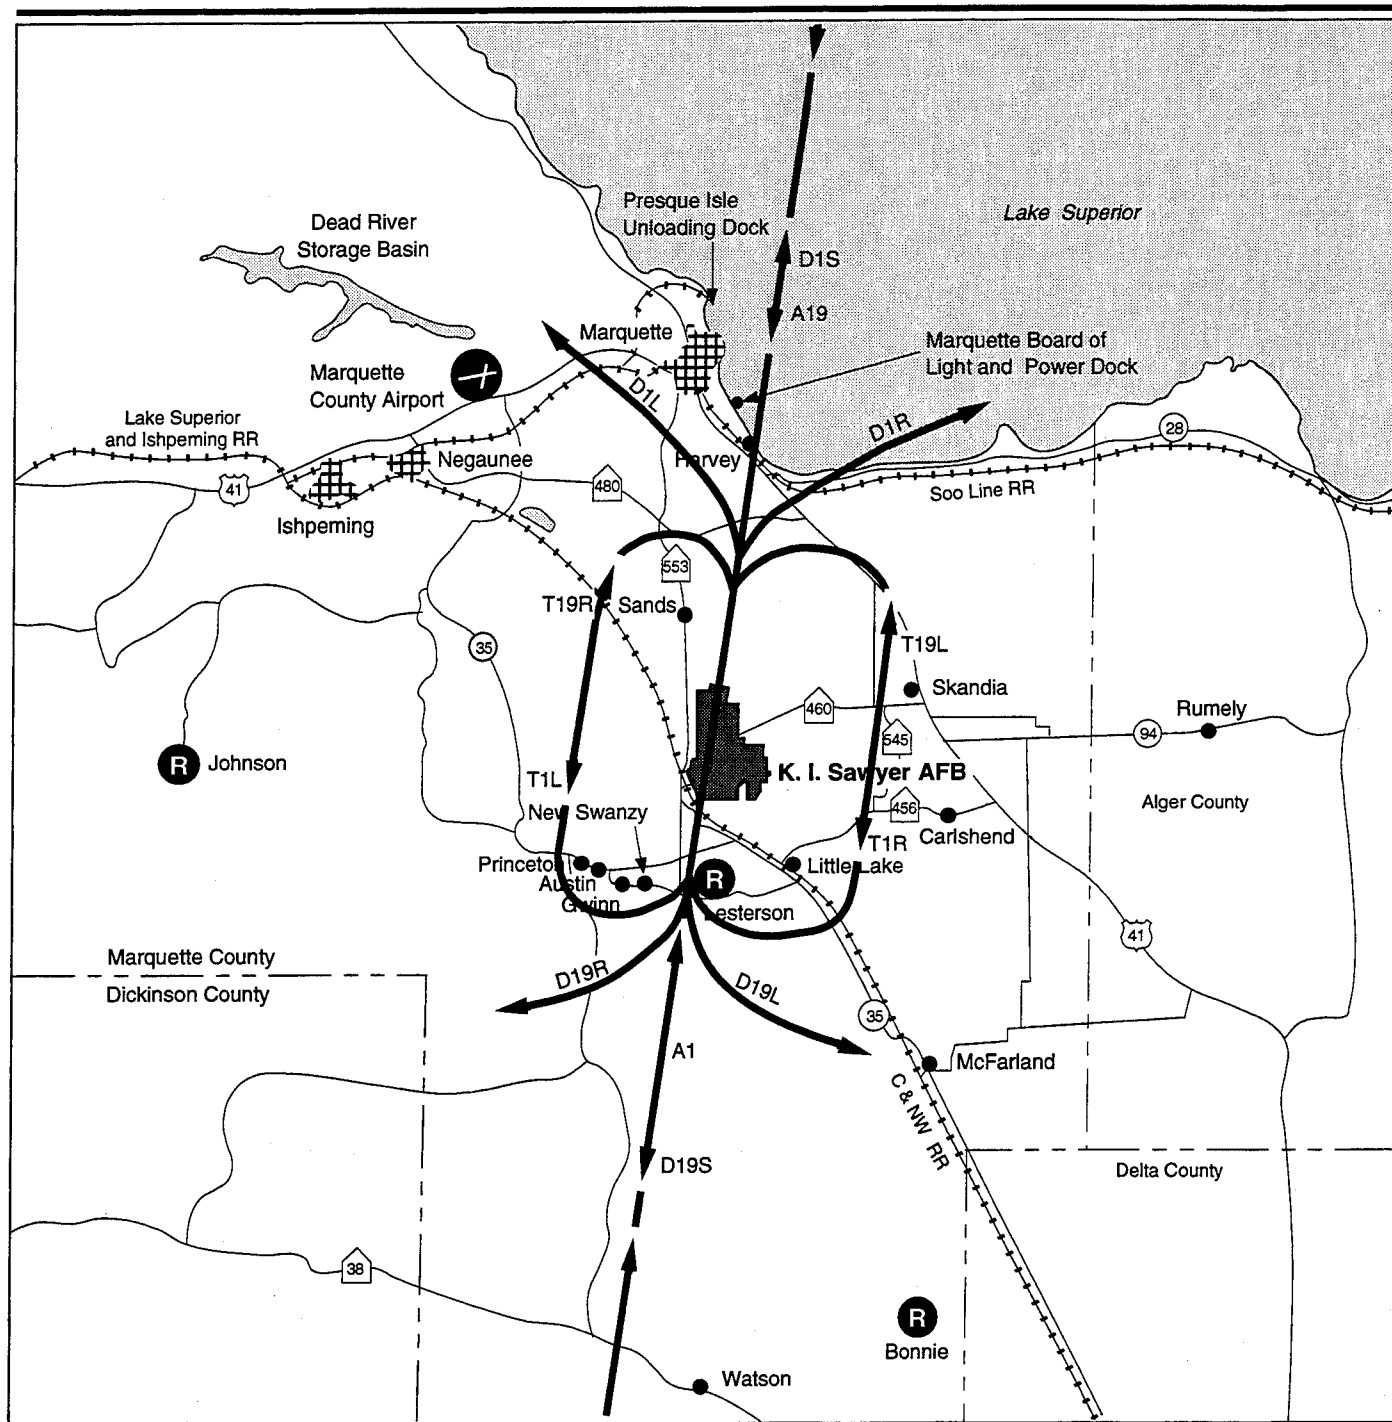 Presque Isle
Unloading Dock
Lake Superior
Dead River
Storage Basin
D1S
A19
Marquette
Marquette Board of
Light and Power Dock
Marquette
County Airport
D1L
D1R
Lake Superior
and Ishpeming RR
28
Harvey
Negaunee
41
480
Soo Line RR
Ishpeming
553
T19R
Sands
35
T19L
Skandia
460
Rumely
94
545
R
Johnson
K. I. Sawyer AFB
T1L
New Swanzy
456
Alger County
Carlshend
T1R
Princeton
Little Lake
Austin
R
Gwinn
Lesterson
41
Marquette County
D19R
D19L
Dickinson County
35
A1
McFarland
C & NW RR
D19S
Delta County
38
R
Bonnie
Watson